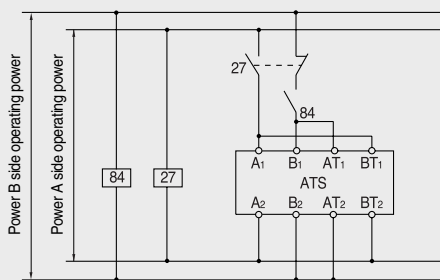 Power B side operating power
Power A side operating power
27
84
A1 B1 AT1 BT1
84 27
ATS
A2 B2 AT2 BT2